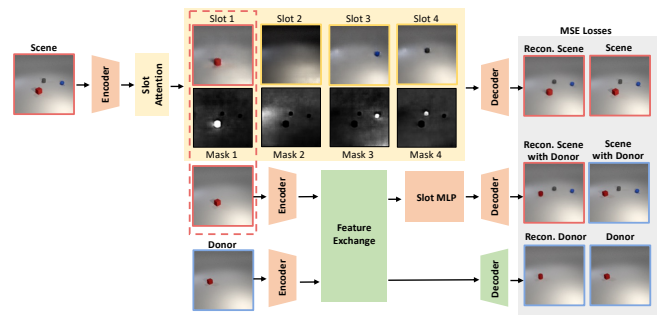 Slot 1 Slot 2 Slot 3 Slot 4
MSE Losses
Scene
Recon. Scene Scene
Encoder
Slot
Attention
Decoder
Mask 1 Mask 2 Mask 3 Mask 4
Recon. Scene
with Donor
Scene
with Donor
Encoder
Feature
Exchange
Slot MLP
Decoder
Donor
Recon. Donor Donor
Encoder
Decoder